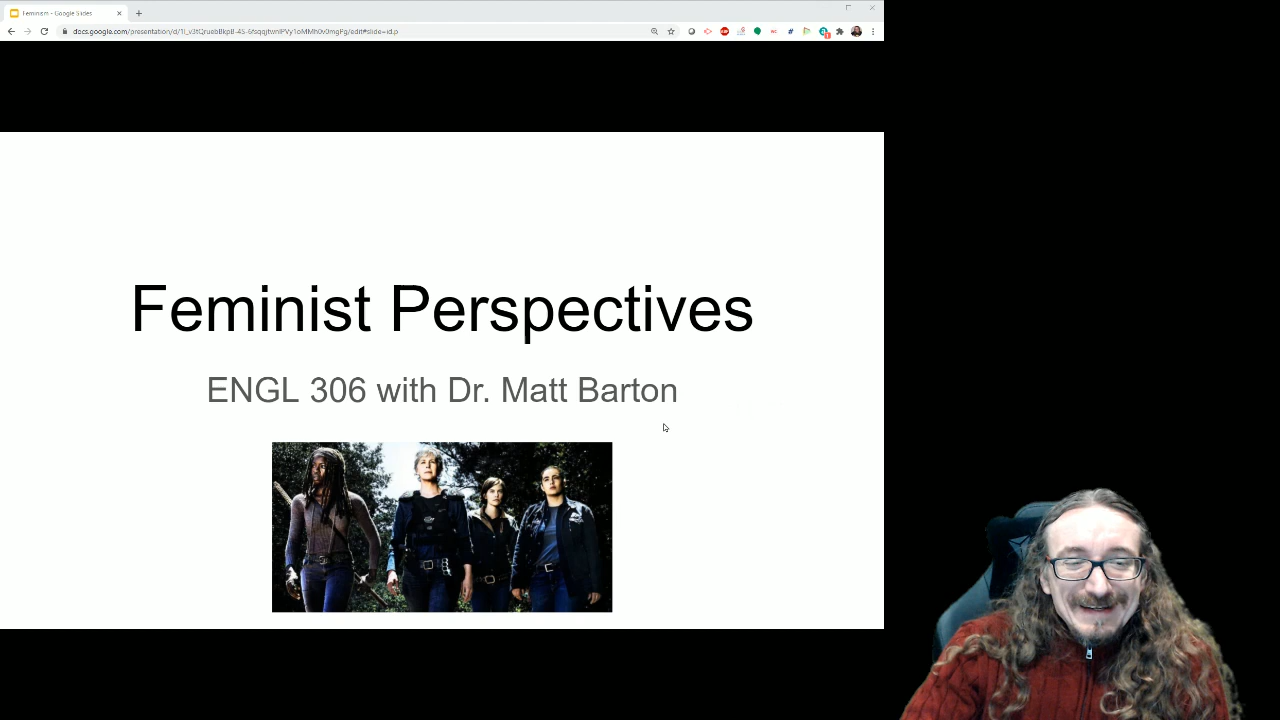 Feminism - Google Slides
Feminist Perspectives
ENGL 306 with Dr. Matt Barton